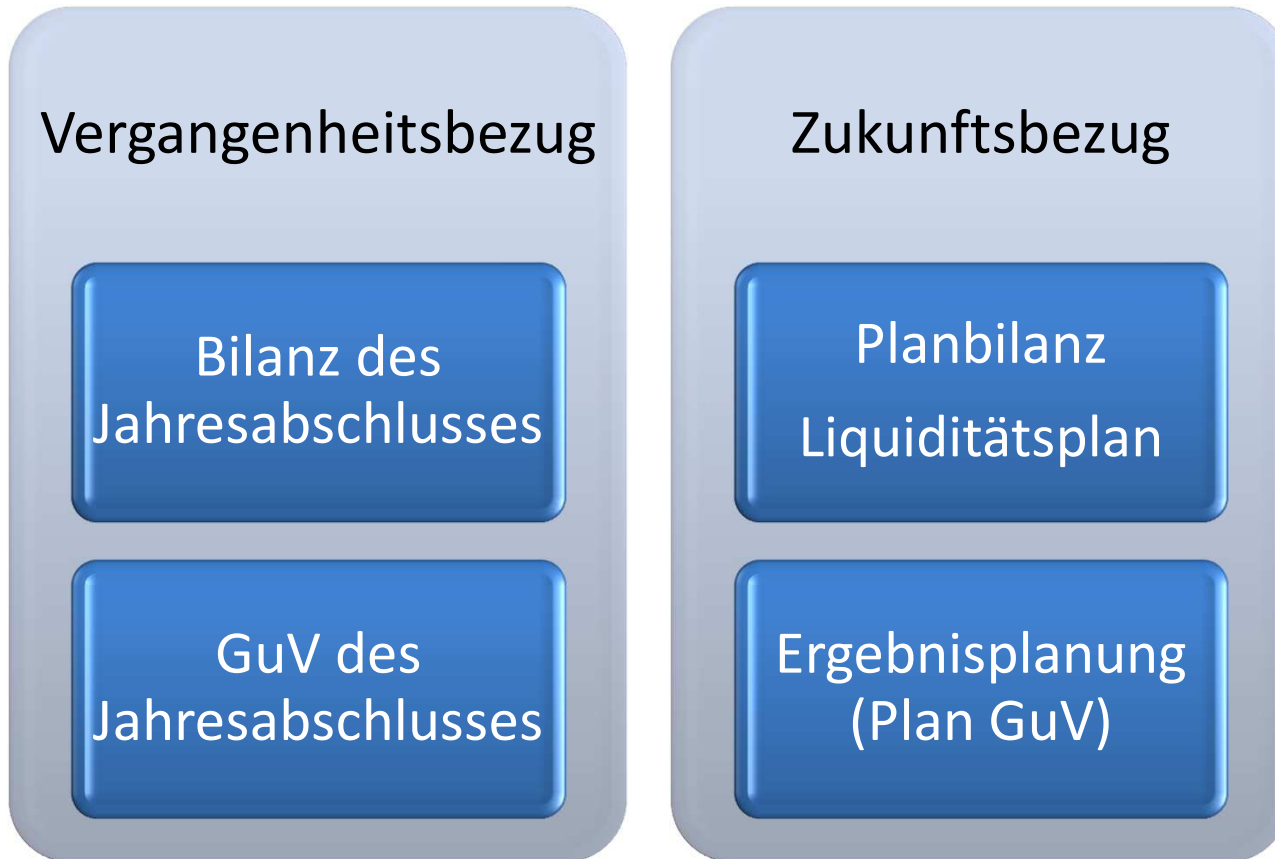 Vergangenheitsbezug
Bilanz des
Jahresabschlusses
GuV des
Jahresabschlusses
Zukunftsbezug
Planbilanz
Liquiditätsplan
Ergebnisplanung
(Plan GuV)